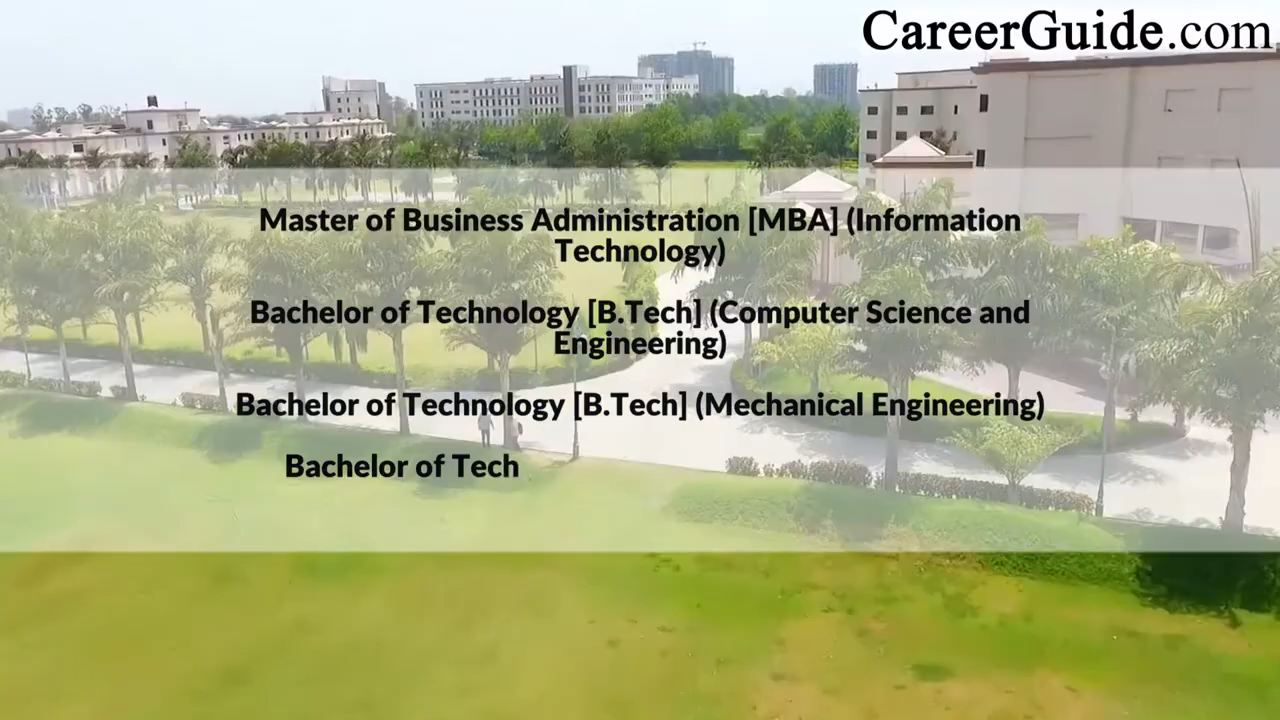 CareerGuide.com
Master of Business Administration [MBA] (Information
Technology)
Bachelor of Technology [B.Tech] (Computer Science and
Engineering)
Bachelor of Technology [B.Tech] (Mechanical Engineering)
Bachelor of Tech